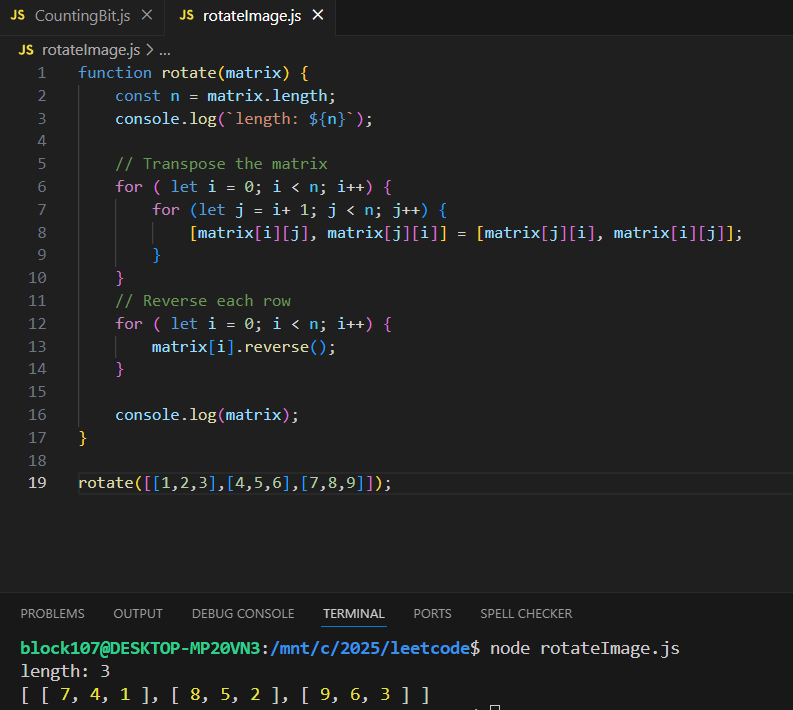 JS CountingBit.js × JS rotateImage.js ×
JS rotateImage.js > ...
1 function rotate(matrix) {
2     const n = matrix.length;
3     console.log(`length: ${n}`);
4
5     // Transpose the matrix
6     for ( let i = 0; i < n; i++) {
7         for (let j = i+ 1; j < n; j++) {
8             [matrix[i][j], matrix[j][i]] = [matrix[j][i], matrix[i][j]];
9         }
10     }
11     // Reverse each row
12     for ( let i = 0; i < n; i++) {
13         matrix[i].reverse();
14     }
15
16     console.log(matrix);
17 }
18
19 rotate([[1,2,3],[4,5,6],[7,8,9]]);
PROBLEMS OUTPUT DEBUG CONSOLE TERMINAL PORTS SPELL CHECKER
block107@DESKTOP-MP20VN3:/mnt/c/2025/leetcode$ node rotateImage.js
length: 3
[ [ 7, 4, 1 ], [ 8, 5, 2 ], [ 9, 6, 3 ] ]